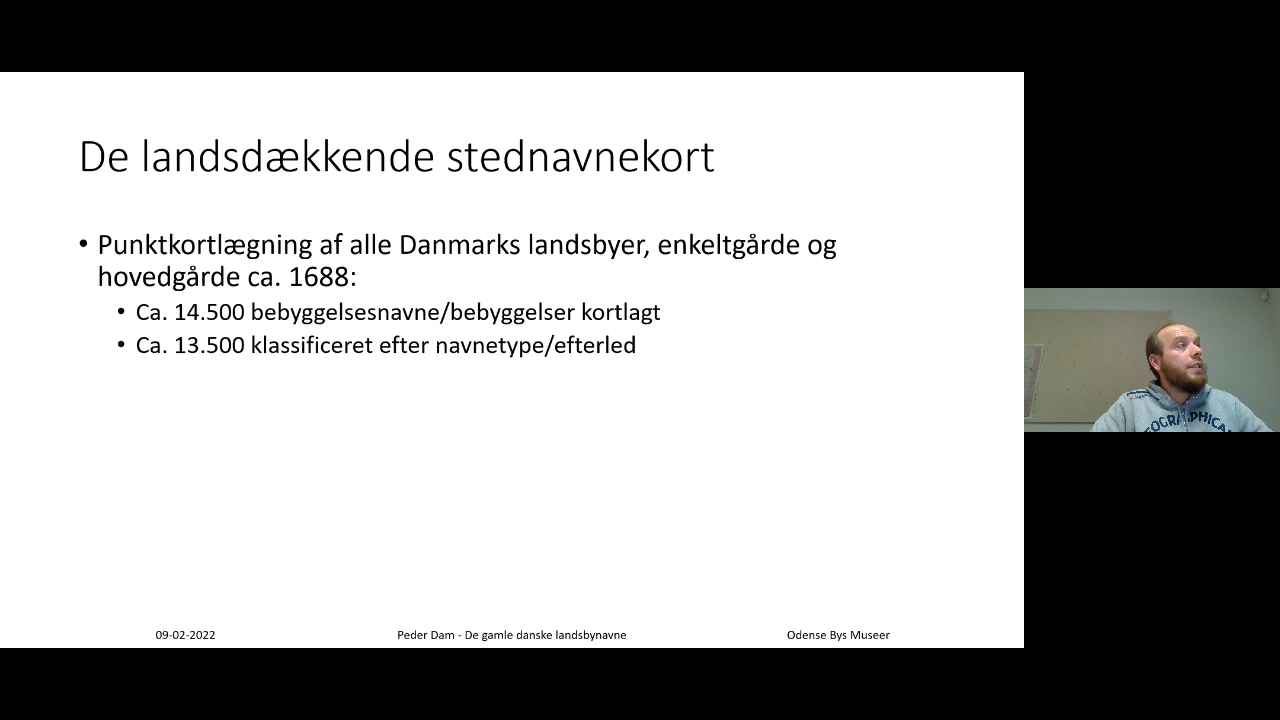 De landsdækkende stednavnekort
• Punktkortlægning af alle Danmarks landsbyer, enkeltgårde og
hovedgårde ca. 1688:
• Ca. 14.500 bebyggelsesnavne/bebyggelser kortlagt
• Ca. 13.500 klassificeret efter navnetype/efterled
09-02-2022
Peder Dam - De gamle danske landsbynavne
Odense Bys Museer